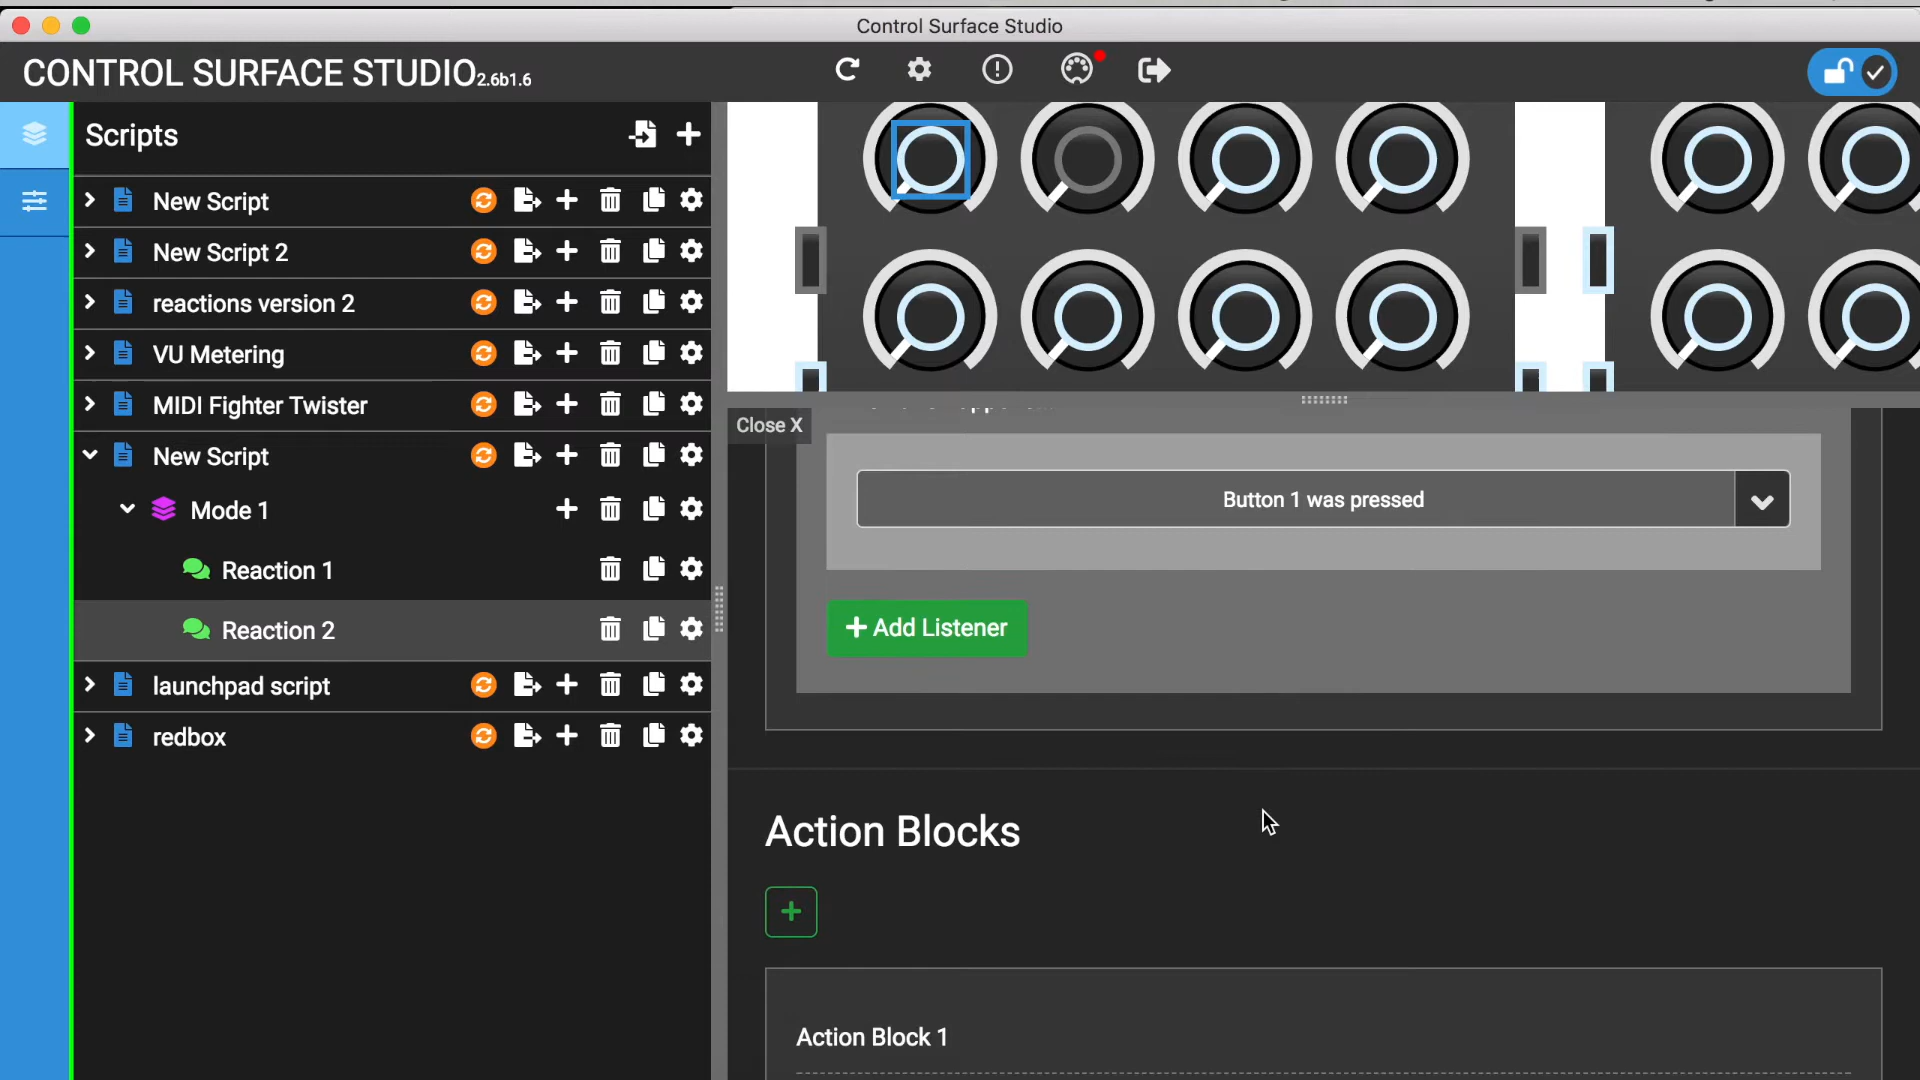 Control Surface Studio
CONTROL SURFACE STUDIO2.6b1.6
Scripts
New Script
New Script 2
reactions version 2
VU Metering
MIDI Fighter Twister
New Script
Mode 1
Reaction 1
Reaction 2
launchpad script
redbox
Close X
Button 1 was pressed
Add Listener
Action Blocks
Action Block 1